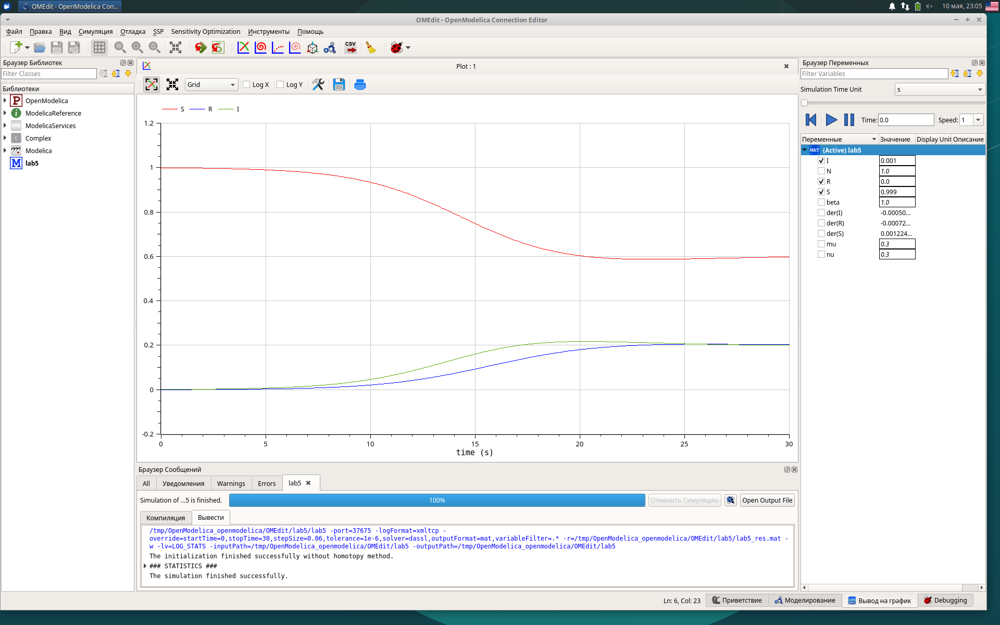 OMEdit - OpenModelica Con...
10 мая, 23:05
OMEdit - OpenModelica Connection Editor
Файл Правка Вид Симуляция Отладка SSP Sensitivity Optimization Инструменты Помощь
CSV
Браузер Библиотек
Filter Classes
Библиотеки
P OpenModelica
i ModelicaReference
ModelicaServices
C Complex
Modelica
M lab5
Plot : 1
Grid Log X Log Y
S R I
1.2
1
0.8
0.6
0.4
0.2
0
-0.2
0 5 10 15 20 25 30
time (s)
Браузер Переменных
Filter Variables
Simulation Time Unit s
Time: 0.0 Speed: 1
Переменные Значение Display Unit Описание
MAT (Active) lab5
I 0.001
N 1.0
R 0.0
S 0.999
beta 1.0
der(I) -0.00050...
der(R) -0.00072...
der(S) 0.001224...
mu 0.3
nu 0.3
Браузер Сообщений
All Уведомления Warnings Errors lab5
Simulation of ...5 is finished. 100% Отменить Симуляцию Open Output File
Компиляция Вывести
/tmp/OpenModelica_openmodelica/OMEdit/lab5/lab5 -port=37675 -logFormat=xmltcp -
override=startTime=0,stopTime=30,stepSize=0.06,tolerance=1e-6,solver=dassl,outputFormat=mat,variableFilter=.* -r=/tmp/OpenModelica_openmodelica/OMEdit/lab5/lab5_res.mat -
w -lv=LOG_STATS -inputPath=/tmp/OpenModelica_openmodelica/OMEdit/lab5 -outputPath=/tmp/OpenModelica_openmodelica/OMEdit/lab5
The initialization finished successfully without homotopy method.
### STATISTICS ###
The simulation finished successfully.
Ln: 6, Col: 23 Приветствие Моделирование Вывод на график Debugging